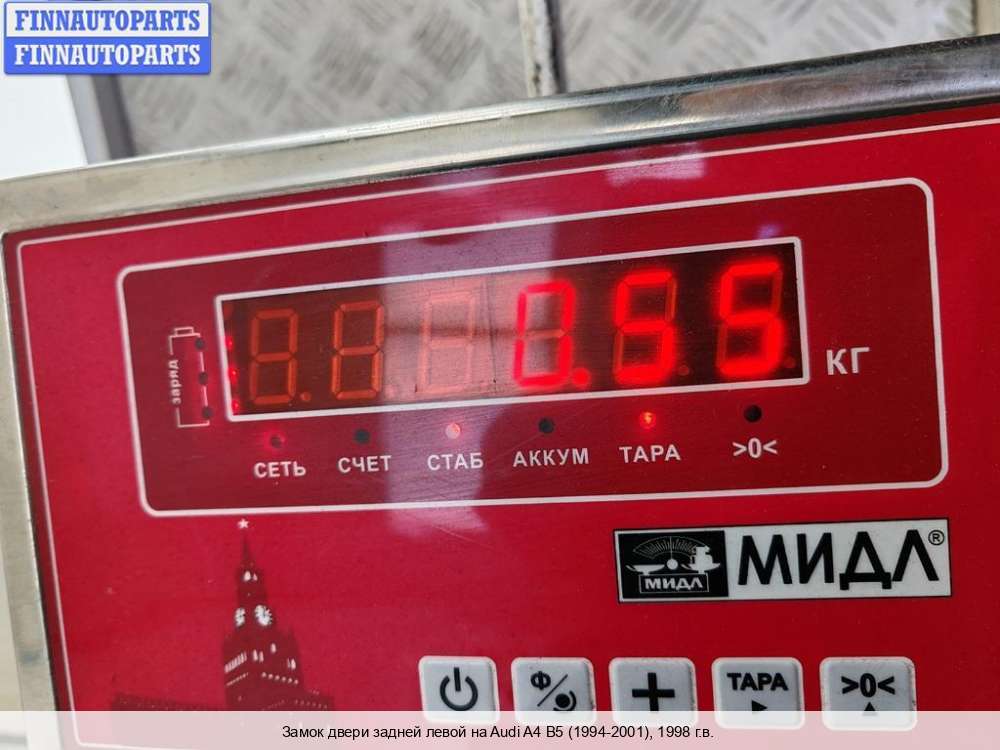 FINNAUTOPARTS
FINNAUTOPARTS
заряд
0.55
КГ
СЕТЬ СЧЕТ СТАБ АККУМ ТАРА >0<
МИДЛ МИДЛ®
Ф/ + ТАРА >0<
Замок двери задней левой на Audi A4 B5 (1994-2001), 1998 г.в.